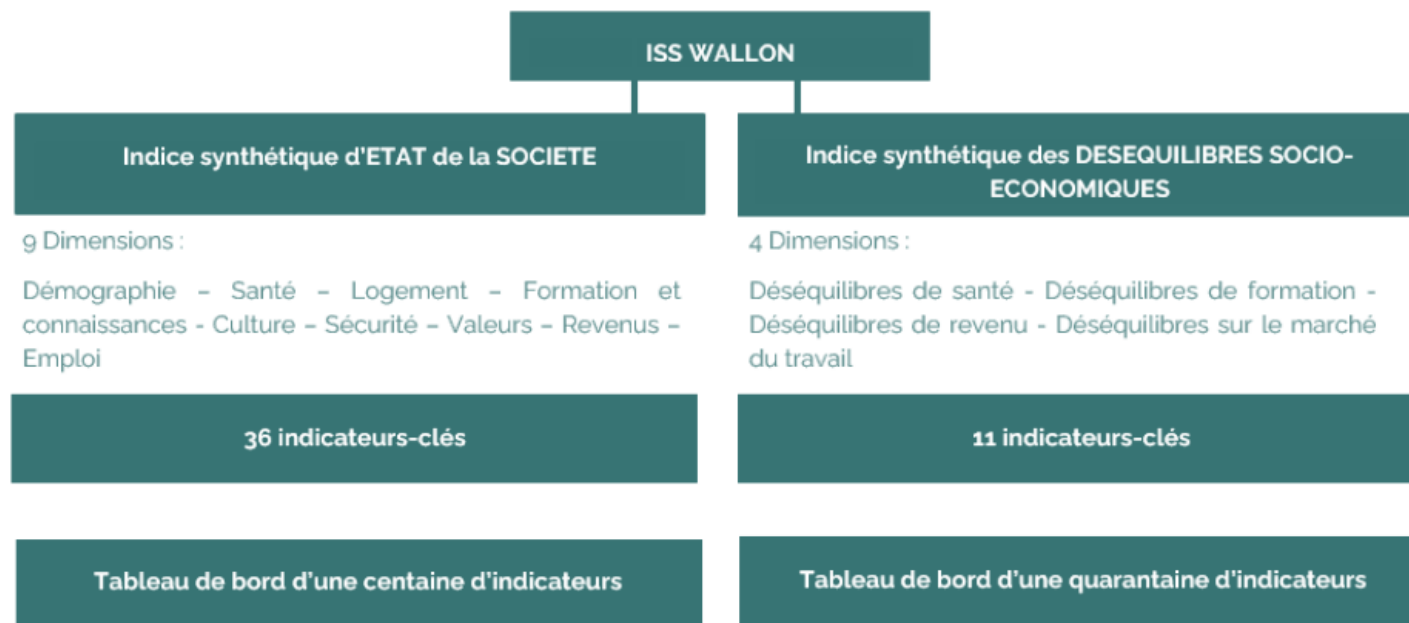 ISS WALLON
Indice synthétique d'ETAT de la SOCIETE
9 Dimensions :
Démographie – Santé – Logement – Formation et
connaissances - Culture – Sécurité – Valeurs – Revenus –
Emploi
36 indicateurs-clés
Tableau de bord d'une centaine d'indicateurs
Indice synthétique des DESEQUILIBRES SOCIO-
ECONOMIQUES
4 Dimensions :
Déséquilibres de santé - Déséquilibres de formation -
Déséquilibres de revenu - Déséquilibres sur le marché
du travail
11 indicateurs-clés
Tableau de bord d'une quarantaine d'indicateurs